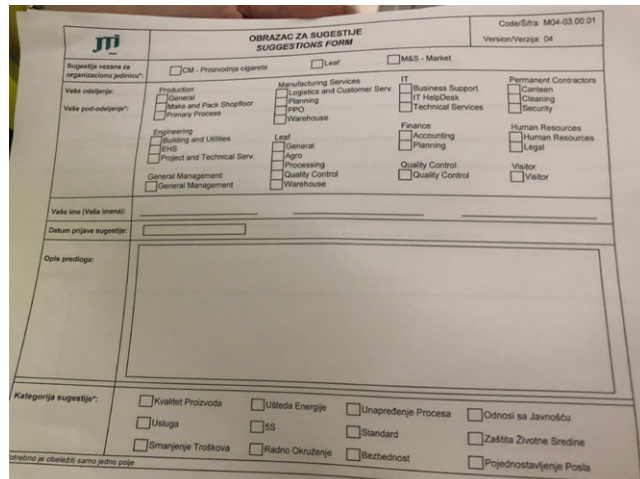 JTI
OBRAZAC ZA SUGESTIJE
SUGGESTIONS FORM
Code/Šifra: M04-03.00.01
Version/Verzija: 04
Sugestija vezana za
organizacionu jedinicu*:
CM - Proizvodnja cigareta
Leaf
M&S - Market
Vaše odeljenje:
Vaše pod-odeljenje*:
Production
General
Make and Pack Shopfloor
Primary Process
Engineering
Building and Utilities
EHS
Project and Technical Serv.
General Management
General Management
Manufacturing Services
Logistics and Customer Serv.
Planning
PPO
Warehouse
Leaf
General
Agro
Processing
Quality Control
Warehouse
IT
Business Support
IT HelpDesk
Technical Services
Finance
Accounting
Planning
Quality Control
Quality Control
Permanent Contractors
Canteen
Cleaning
Security
Human Resources
Human Resources
Legal
Visitor
Visitor
Vaše ime (Vaša imena):
Datum prijave sugestije:
Opis predloga:
Kategorija sugestije*:
Kvalitet Proizvoda
Ušteda Energije
Unapređenje Procesa
Odnosi sa Javnošću
Usluga
5S
Standard
Zaštita Životne Sredine
Smanjenje Troškova
Radno Okruženje
Bezbednost
Pojednostavljenje Posla
otrebno je obeležiti samo jedno polje